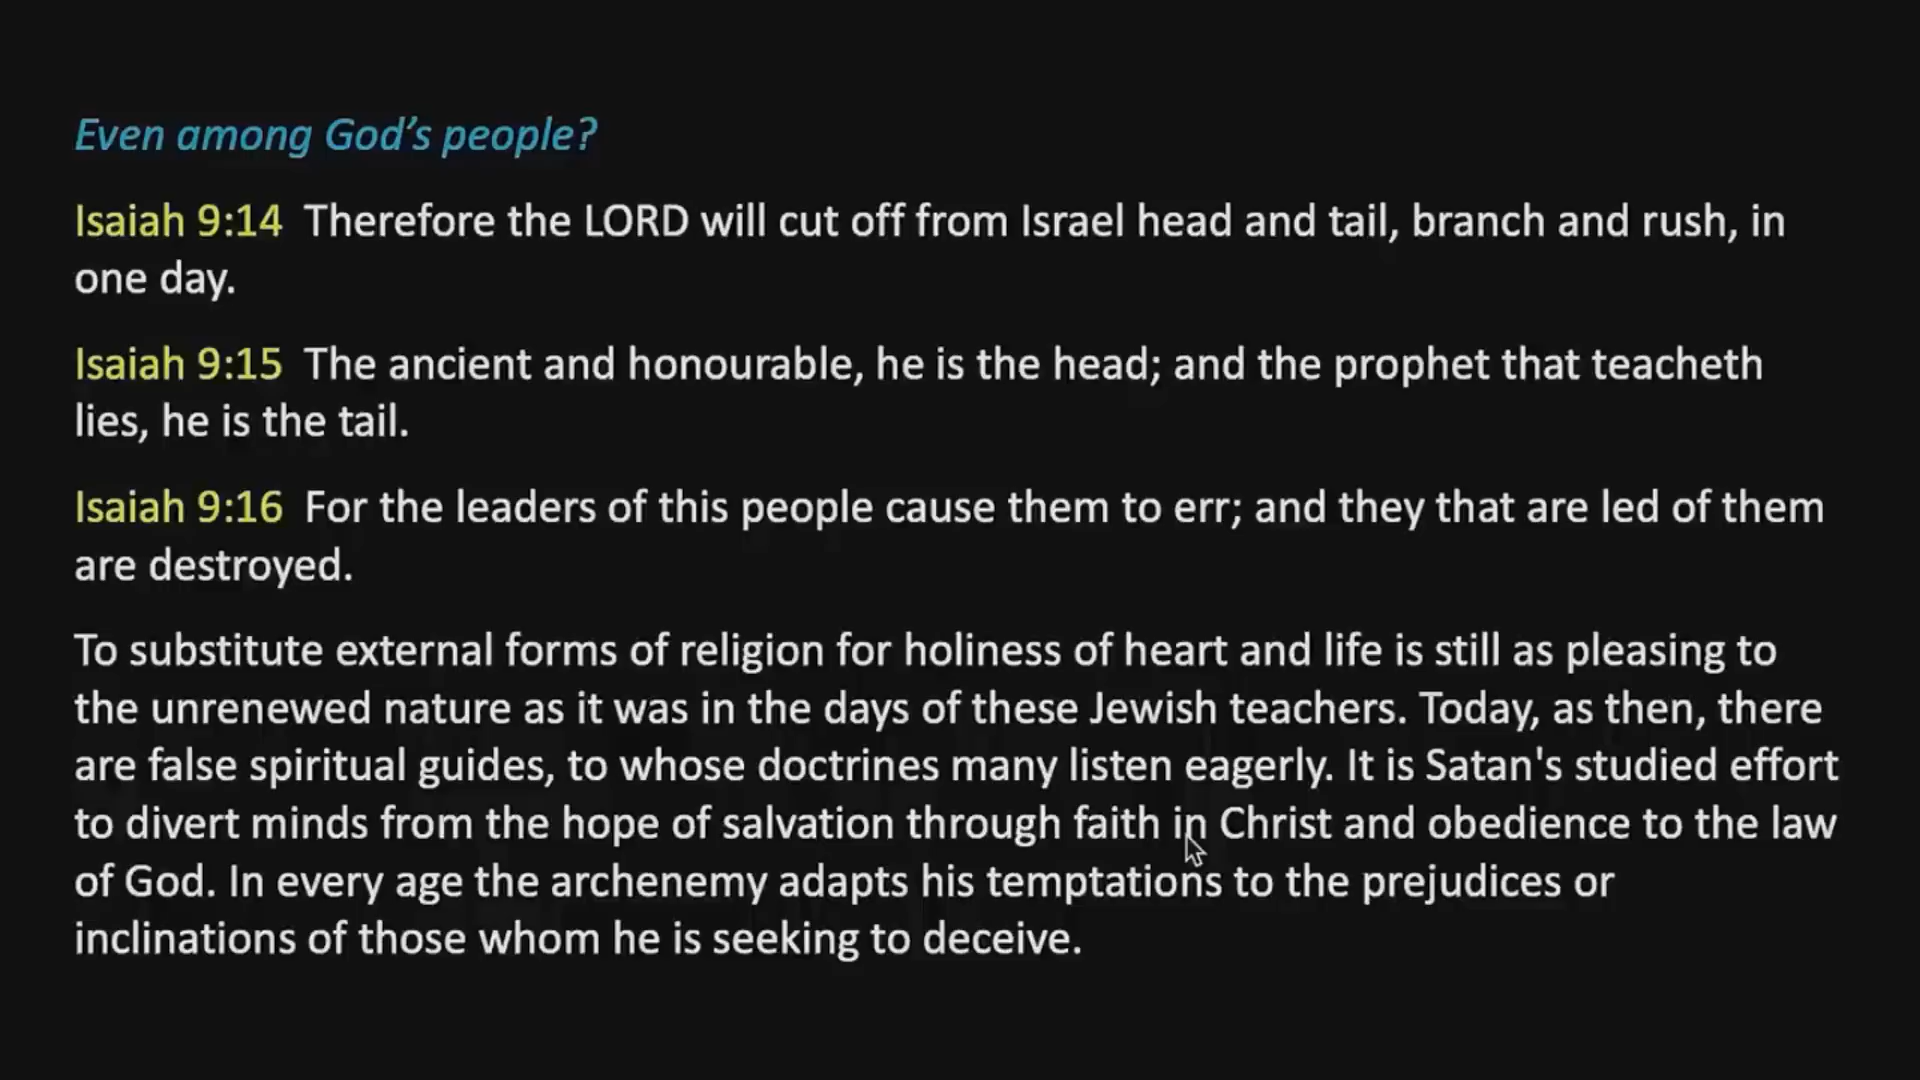 Even among God’s people?
Isaiah 9:14 Therefore the LORD will cut off from Israel head and tail, branch and rush, in
one day.
Isaiah 9:15 The ancient and honourable, he is the head; and the prophet that teacheth
lies, he is the tail.
Isaiah 9:16 For the leaders of this people cause them to err; and they that are led of them
are destroyed.
To substitute external forms of religion for holiness of heart and life is still as pleasing to
the unrenewed nature as it was in the days of these Jewish teachers. Today, as then, there
are false spiritual guides, to whose doctrines many listen eagerly. It is Satan's studied effort
to divert minds from the hope of salvation through faith in Christ and obedience to the law
of God. In every age the archenemy adapts his temptations to the prejudices or
inclinations of those whom he is seeking to deceive.